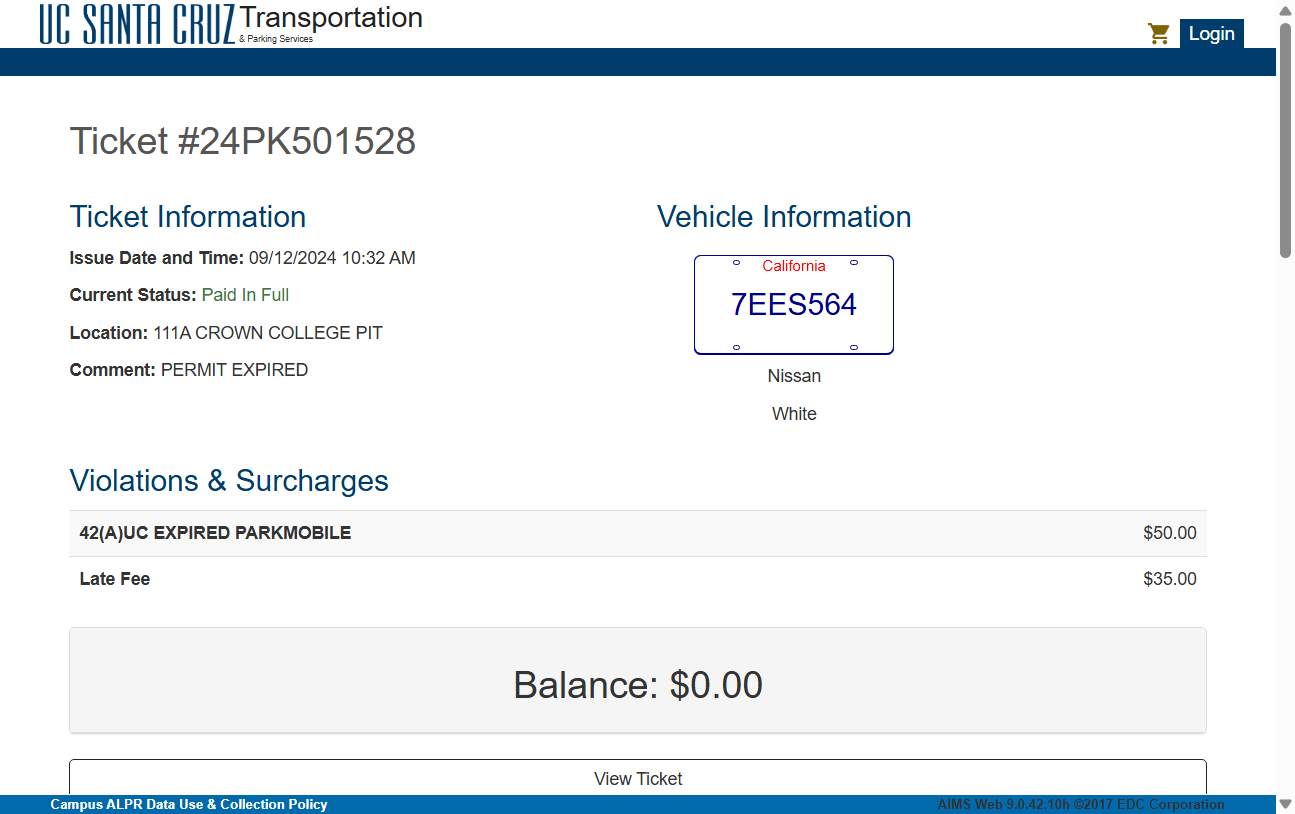 UC SANTA CRUZ Transportation
& Parking Services
Login
Ticket #24PK501528
Ticket Information
Issue Date and Time: 09/12/2024 10:32 AM
Current Status: Paid In Full
Location: 111A CROWN COLLEGE PIT
Comment: PERMIT EXPIRED
Vehicle Information
California
7EES564
Nissan
White
Violations & Surcharges
42(A)UC EXPIRED PARKMOBILE $50.00
Late Fee $35.00
Balance: $0.00
View Ticket
Campus ALPR Data Use & Collection Policy
AIMS Web 9.0.42.10h ©2017 EDC Corporation